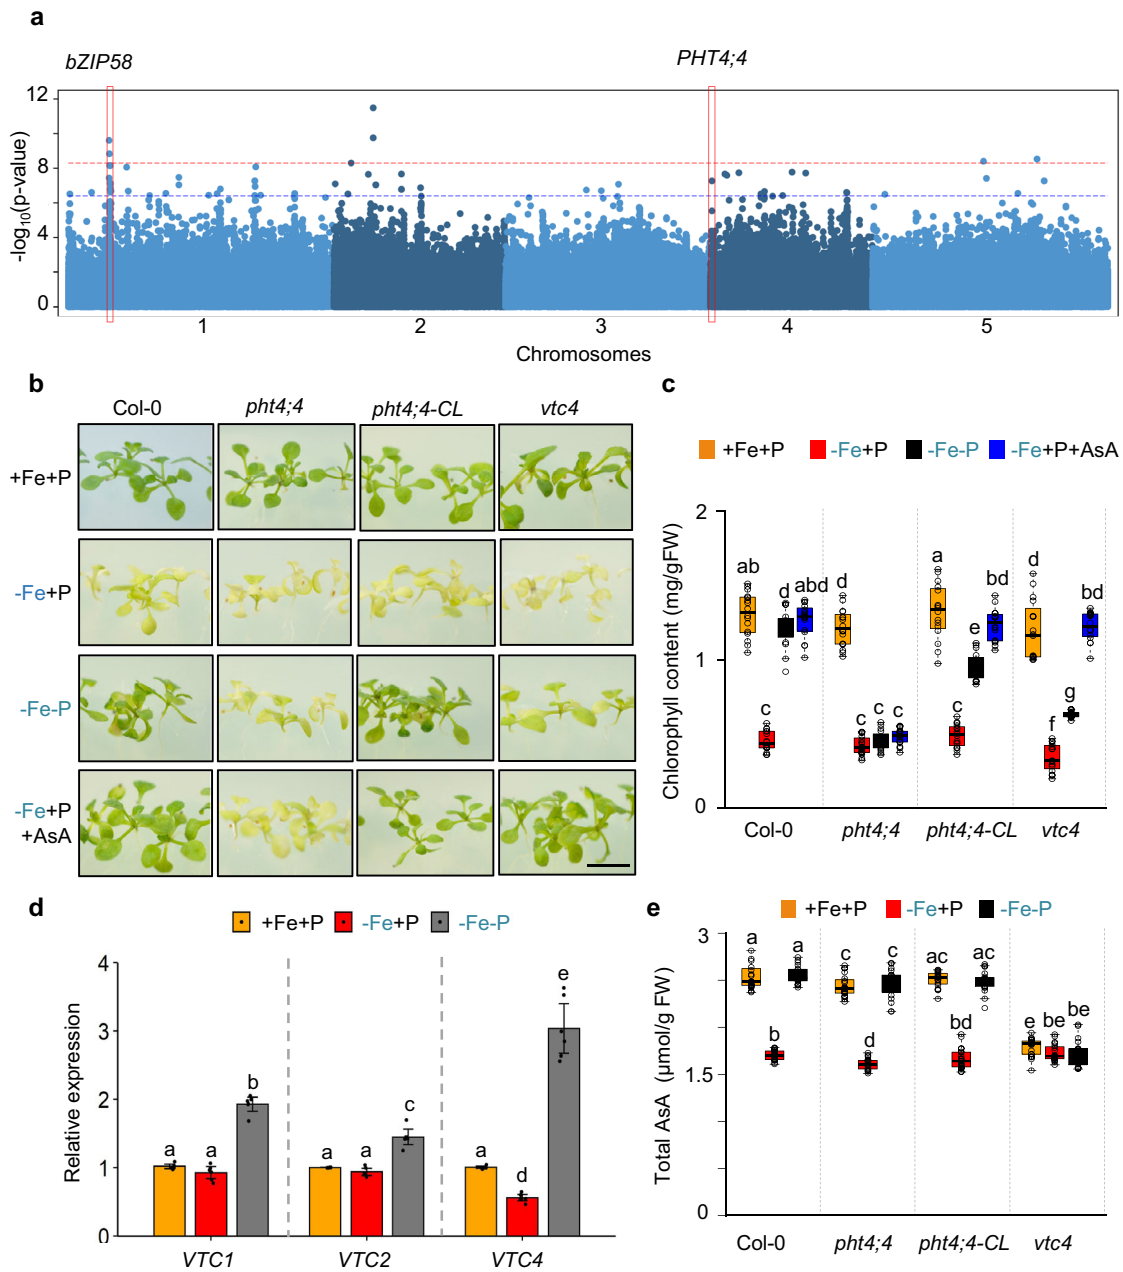 a
bZIP58 PHT4;4
12
8
4
0
-log10(p-value)
1 2 3 4 5
Chromosomes
b
Col-0 pht4;4 pht4;4-CL vtc4
+Fe+P
-Fe+P
-Fe-P
-Fe+P
+AsA
c
+Fe+P -Fe+P -Fe-P -Fe+P+AsA
Chlorophyll content (mg/gFW)
2
1
0
ab c d abd
d c c c
a c e bd
d f g bd
Col-0 pht4;4 pht4;4-CL vtc4
d
+Fe+P -Fe+P -Fe-P
Relative expression
4
3
2
1
0
a a b
a a c
a d e
VTC1 VTC2 VTC4
e
+Fe+P -Fe+P -Fe-P
Total AsA (μmol/g FW)
3
1.5
0
a b a
c d c
ac bd ac
e be be
Col-0 pht4;4 pht4;4-CL vtc4